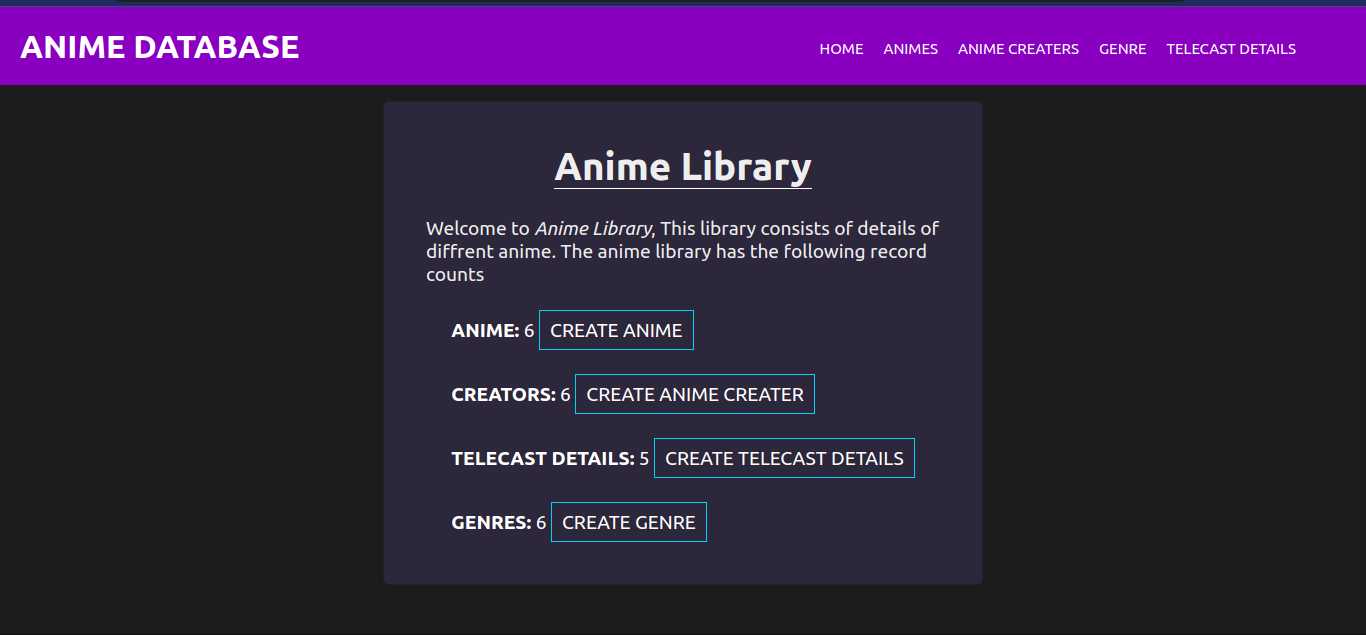 ANIME DATABASE
HOME ANIMES ANIME CREATERS GENRE TELECAST DETAILS
Anime Library
Welcome to Anime Library, This library consists of details of
diffrent anime. The anime library has the following record
counts
ANIME: 6 CREATE ANIME
CREATORS: 6 CREATE ANIME CREATER
TELECAST DETAILS: 5 CREATE TELECAST DETAILS
GENRES: 6 CREATE GENRE